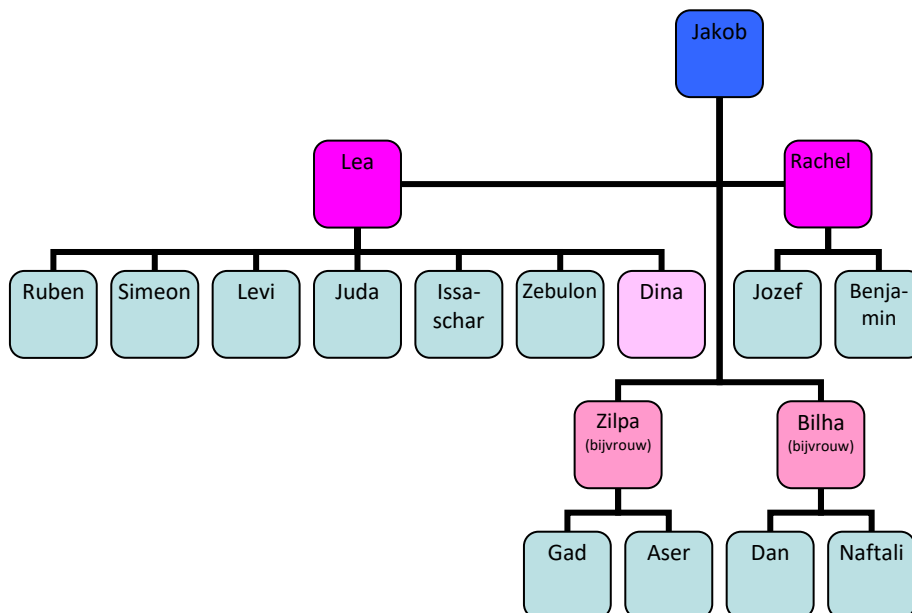 Jakob
Lea
Rachel
Ruben
Simeon
Levi
Juda
Issa-
schar
Zebulon
Dina
Jozef
Benja-
min
Zilpa
(bijvrouw)
Bilha
(bijvrouw)
Gad
Aser
Dan
Naftali